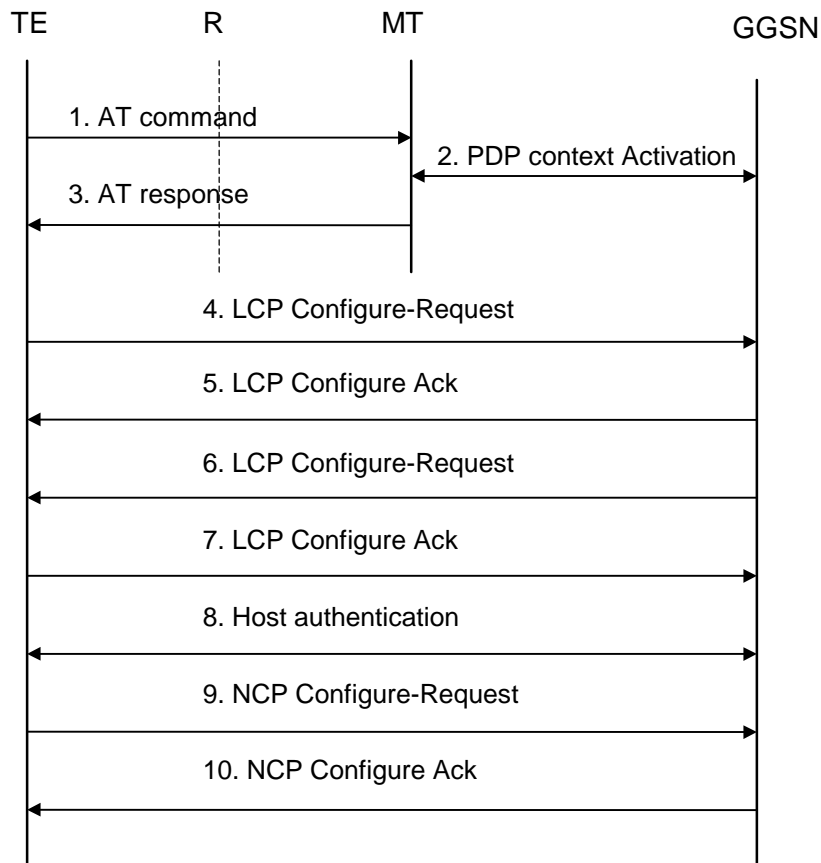 TE
R
MT
GGSN
1. AT command
2. PDP context Activation
3. AT response
4. LCP Configure-Request
5. LCP Configure Ack
6. LCP Configure-Request
7. LCP Configure Ack
8. Host authentication
9. NCP Configure-Request
10. NCP Configure Ack